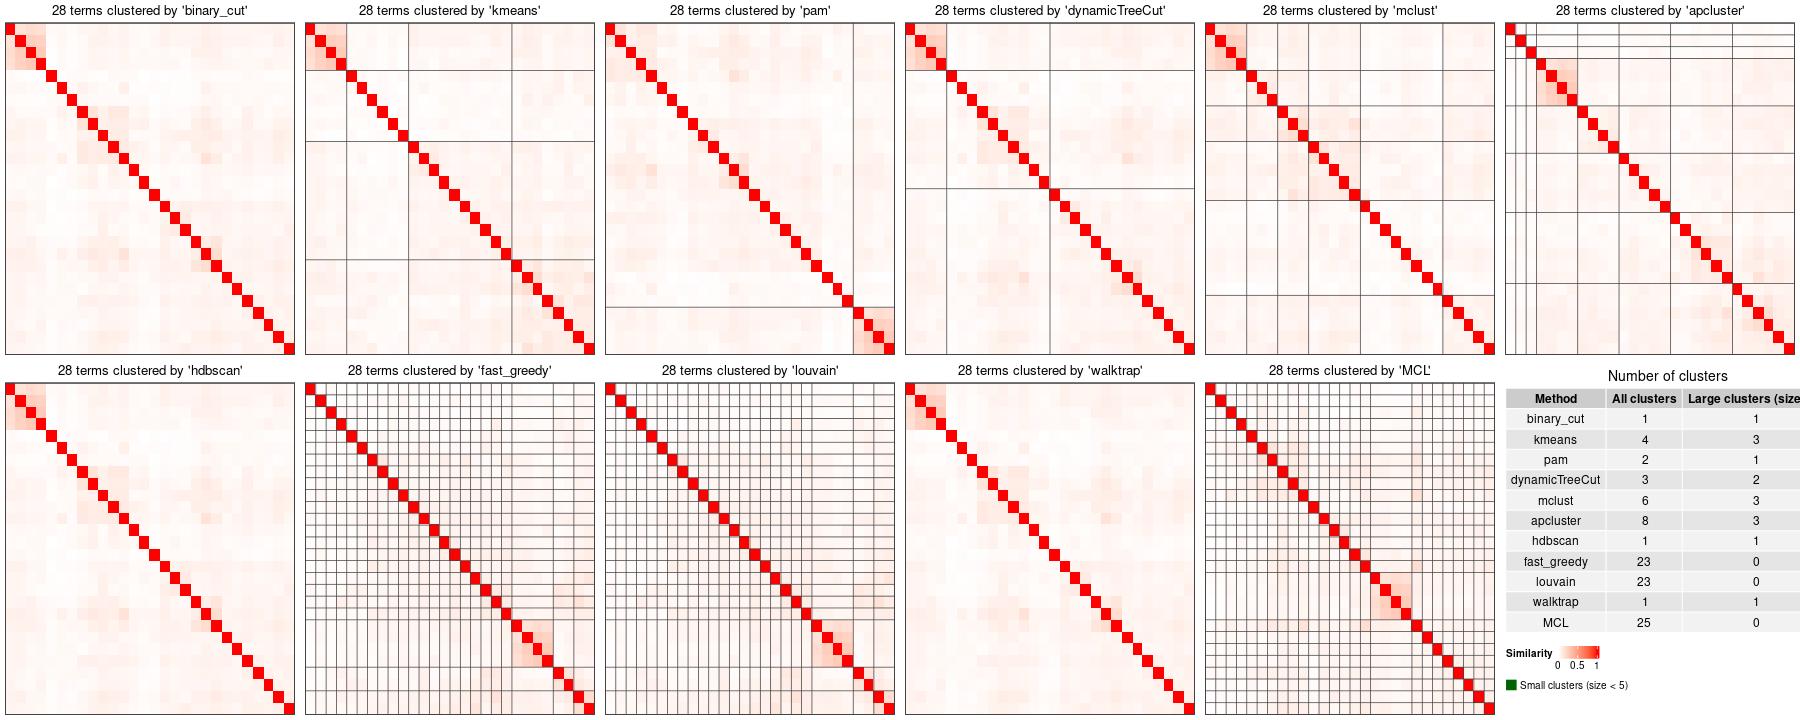 28 terms clustered by 'binary_cut'
28 terms clustered by 'kmeans'
28 terms clustered by 'pam'
28 terms clustered by 'dynamicTreeCut'
28 terms clustered by 'mclust'
28 terms clustered by 'apcluster'
28 terms clustered by 'hdbscan'
28 terms clustered by 'fast_greedy'
28 terms clustered by 'louvain'
28 terms clustered by 'walktrap'
28 terms clustered by 'MCL'
Number of clusters
Method All clusters Large clusters (size
binary_cut 1 1
kmeans 4 3
pam 2 1
dynamicTreeCut 3 2
mclust 6 3
apcluster 8 3
hdbscan 1 1
fast_greedy 23 0
louvain 23 0
walktrap 1 1
MCL 25 0
Similarity
0 0.5 1
Small clusters (size < 5)